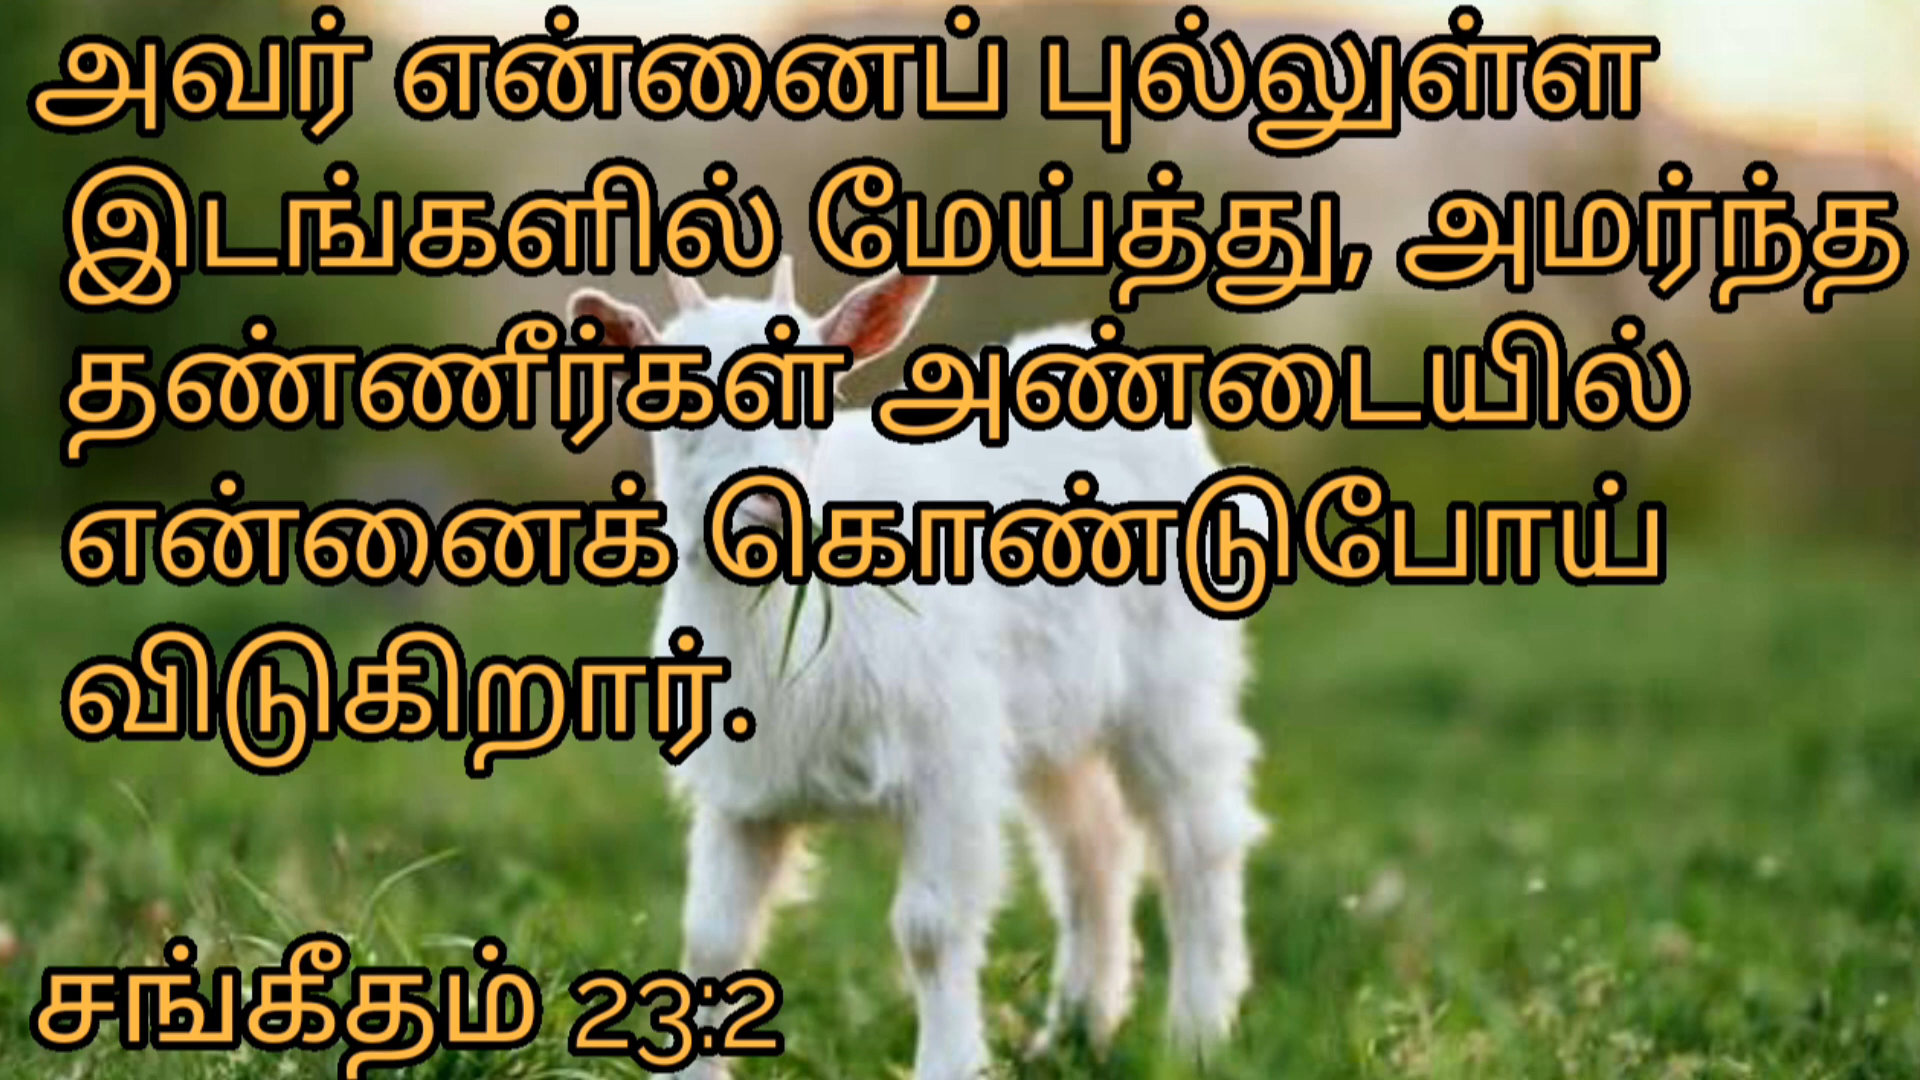 அவர் என்னைப் புல்லுள்ள
இடங்களில் மேய்த்து, அமர்ந்த
தண்ணீர்கள் அண்டையில்
என்னைக் கொண்டுபோய்
விடுகிறார்.
சங்கீதம் 23:2